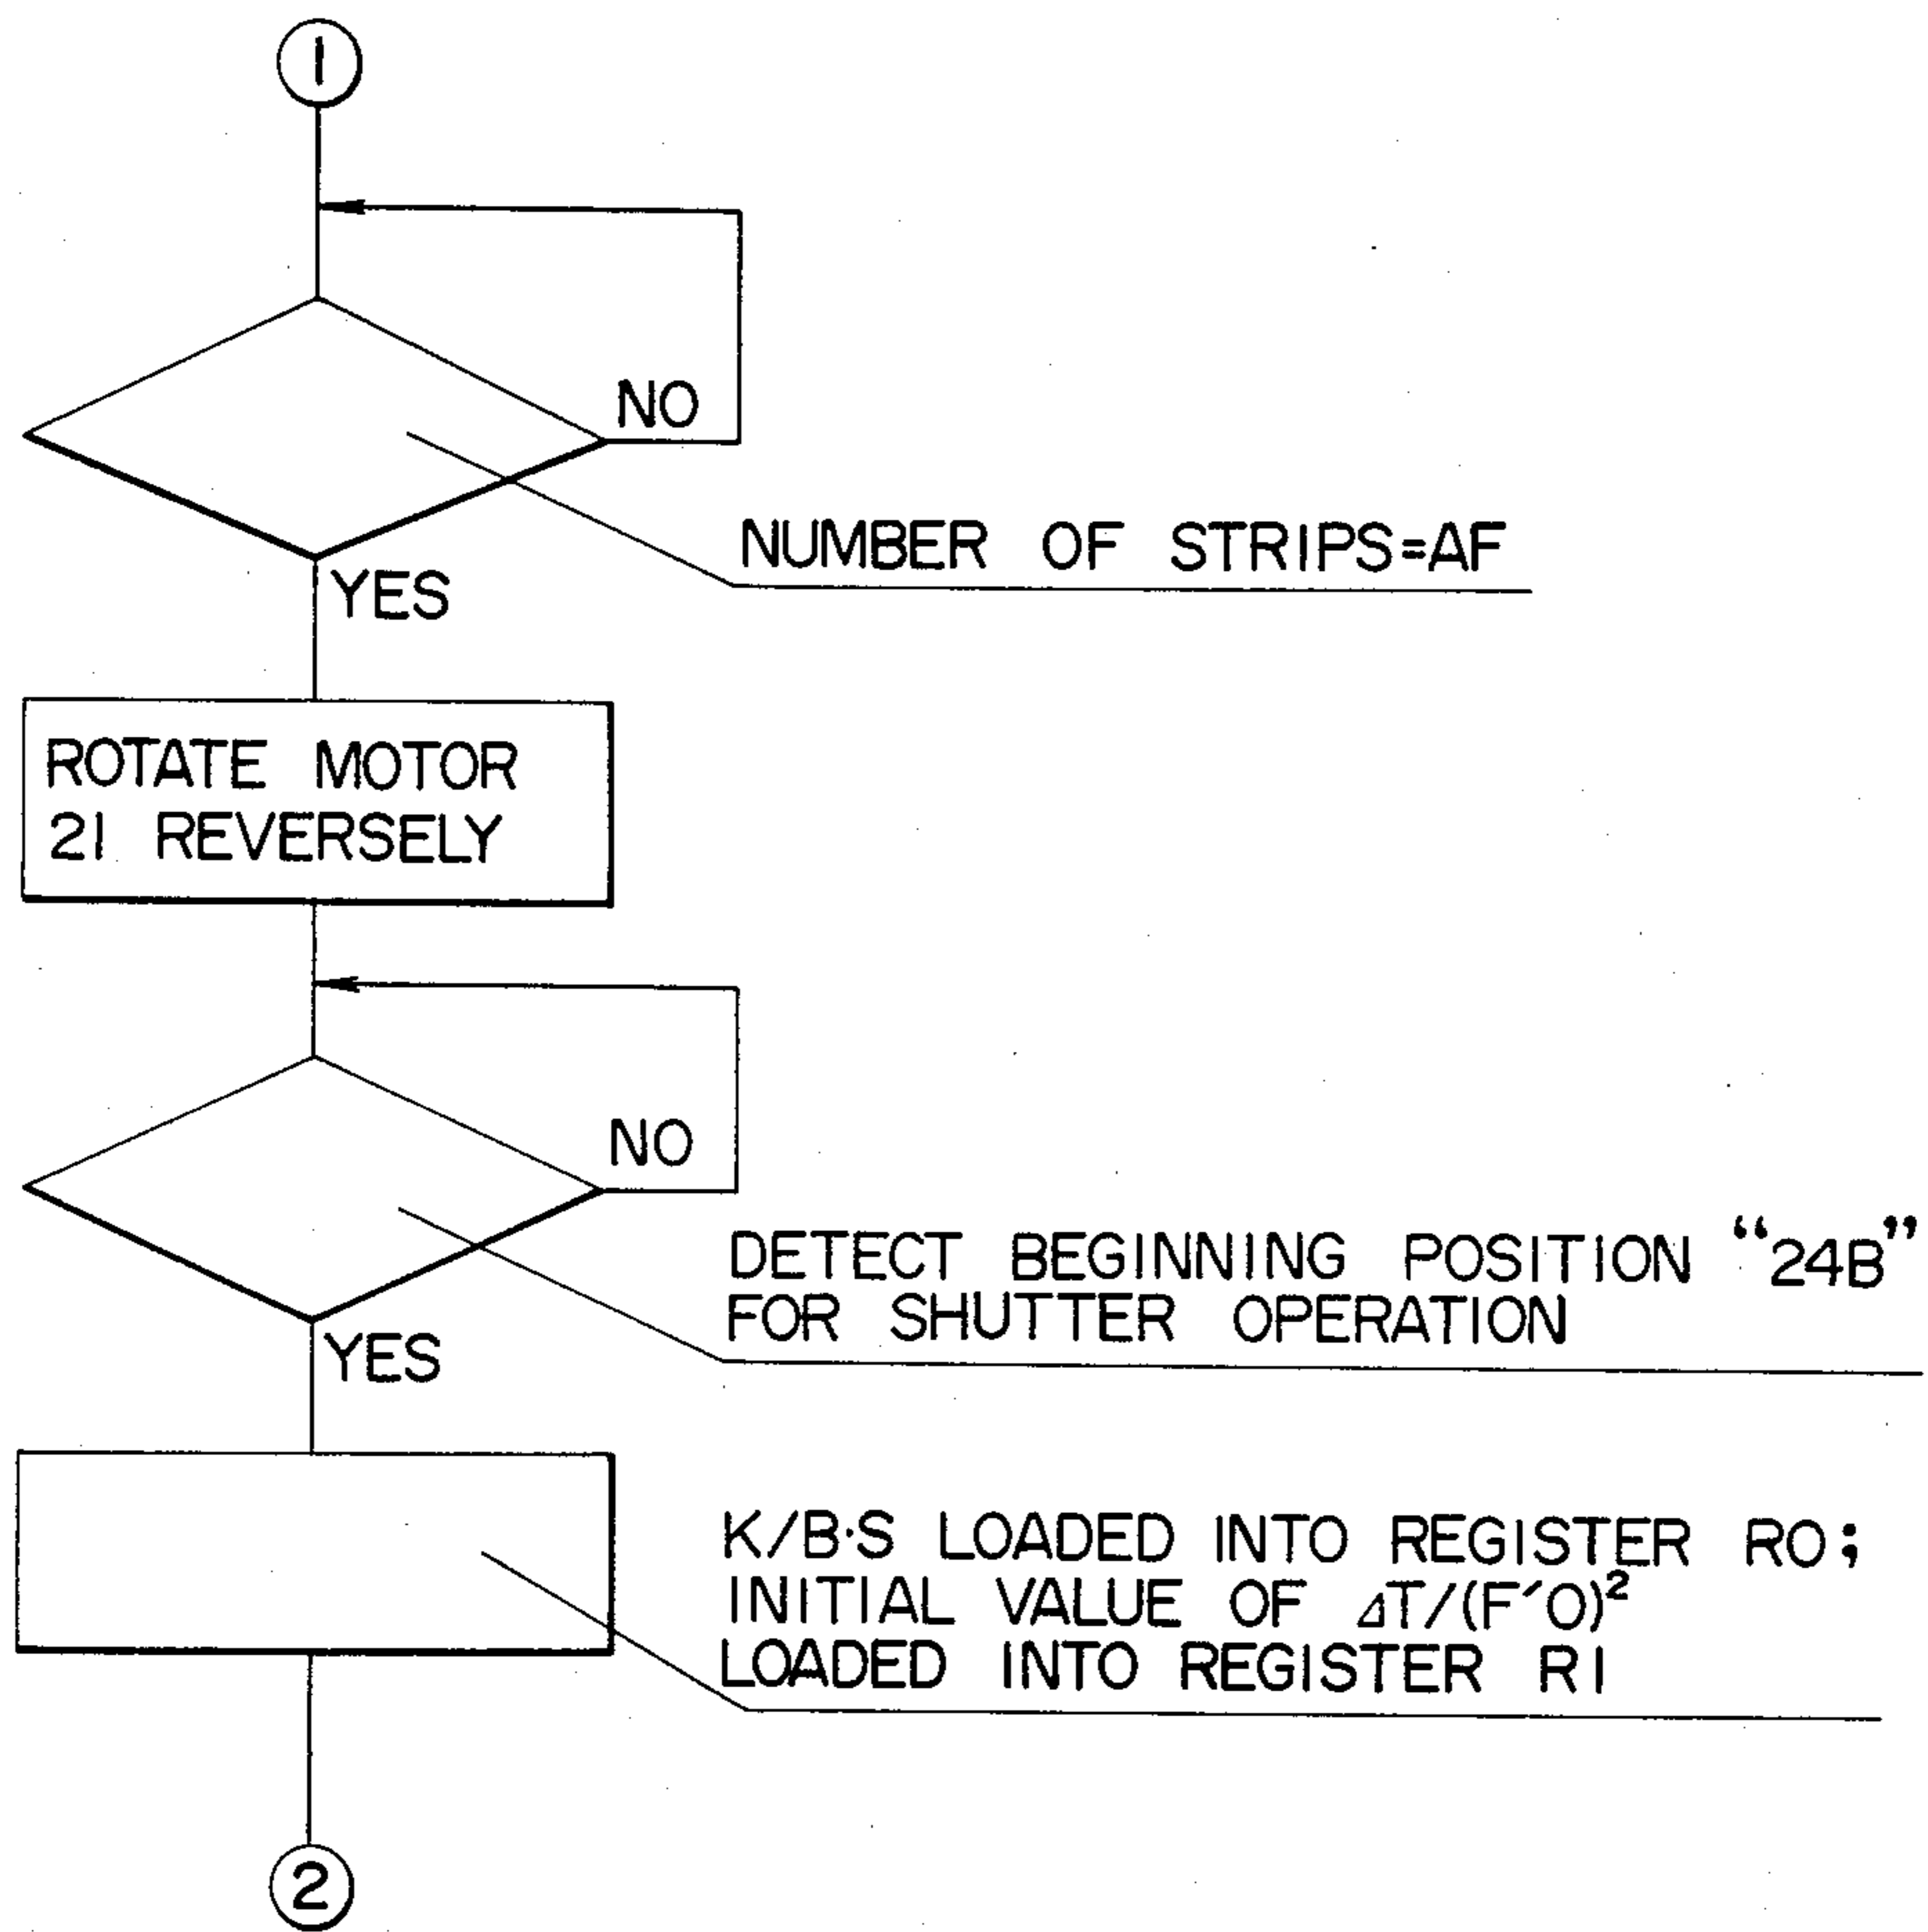 1
NO
NUMBER OF STRIPS=AF
YES
ROTATE MOTOR
21 REVERSELY
NO
DETECT BEGINNING POSITION “24B”
FOR SHUTTER OPERATION
YES
K/B·S LOADED INTO REGISTER RO;
INITIAL VALUE OF ΔT/(F′O)²
LOADED INTO REGISTER R1
2